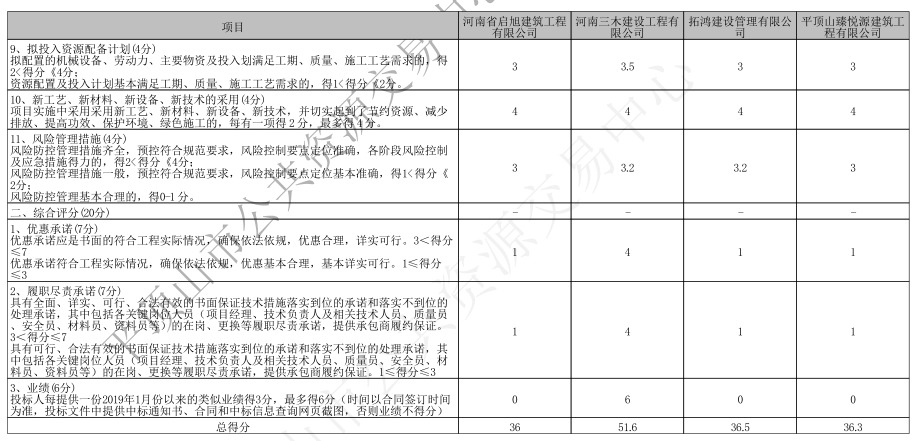 项目
河南省启旭建筑工程有限公司
河南三木建设工程有限公司
拓鸿建设管理有限公司
平顶山臻悦源建筑工程有限公司
9、拟投入资源配备计划(4分)
拟配置的机械设备、劳动力、主要物资及投入划满足工期、质量、施工工艺需求的，得
2<得分《4分；
资源配置及投入计划基本满足工期、质量、施工工艺需求的，得1<得分《2分。
3
3.5
3
3
10、新工艺、新材料、新设备、新技术的采用(4分)
项目实施中采用采用新工艺、新材料、新设备、新技术，并切实起到了节约资源、减少
排放、提高功效、保护环境、绿色施工的，每有一项得2分，最多得4分。
4
4
4
4
11、风险管理措施(4分)
风险防控管理措施齐全，预控符合规范要求，风险控制要点定位准确，各阶段风险控制
及应急措施得力的，得2<得分《4分；
风险防控管理措施一般，预控符合规范要求，风险控制要点定位基本准确，得1<得分《
2分；
风险防控管理基本合理的，得0-1分。
3
3.2
3.2
3
二、综合评分(20分)
–
–
–
–
1、优惠承诺(7分)
优惠承诺应是书面的符合工程实际情况，确保依法依规，优惠合理，详实可行。3＜得分
≤7
优惠承诺符合工程实际情况，确保依法依规，优惠基本合理，基本详实可行。1≤得分
≤3
1
4
1
1
2、履职尽责承诺(7分)
具有全面、详实、可行、合法有效的书面保证技术措施落实到位的承诺和落实不到位的
处理承诺，其中包括各关键岗位人员（项目经理、技术负责人及相关技术人员、质量员
、安全员、材料员、资料员等）的在岗、更换等履职尽责承诺，提供承包商履约保证。
3＜得分≤7
具有可行、合法有效的书面保证技术措施落实到位的承诺和落实不到位的处理承诺，其
中包括各关键岗位人员（项目经理、技术负责人及相关技术人员、质量员、安全员、材
料员、资料员等）的在岗、更换等履职尽责承诺，提供承包商履约保证。1≤得分≤3
1
4
1
1
3、业绩(6分)
投标人每提供一份2019年1月份以来的类似业绩得3分，最多得6分（时间以合同签订时间
为准，投标文件中提供中标通知书、合同和中标信息查询网页截图，否则业绩不得分）
0
6
0
0
总得分
36
51.6
36.5
36.3
平顶山市公共资源交易中心
平顶山市公共资源交易中心